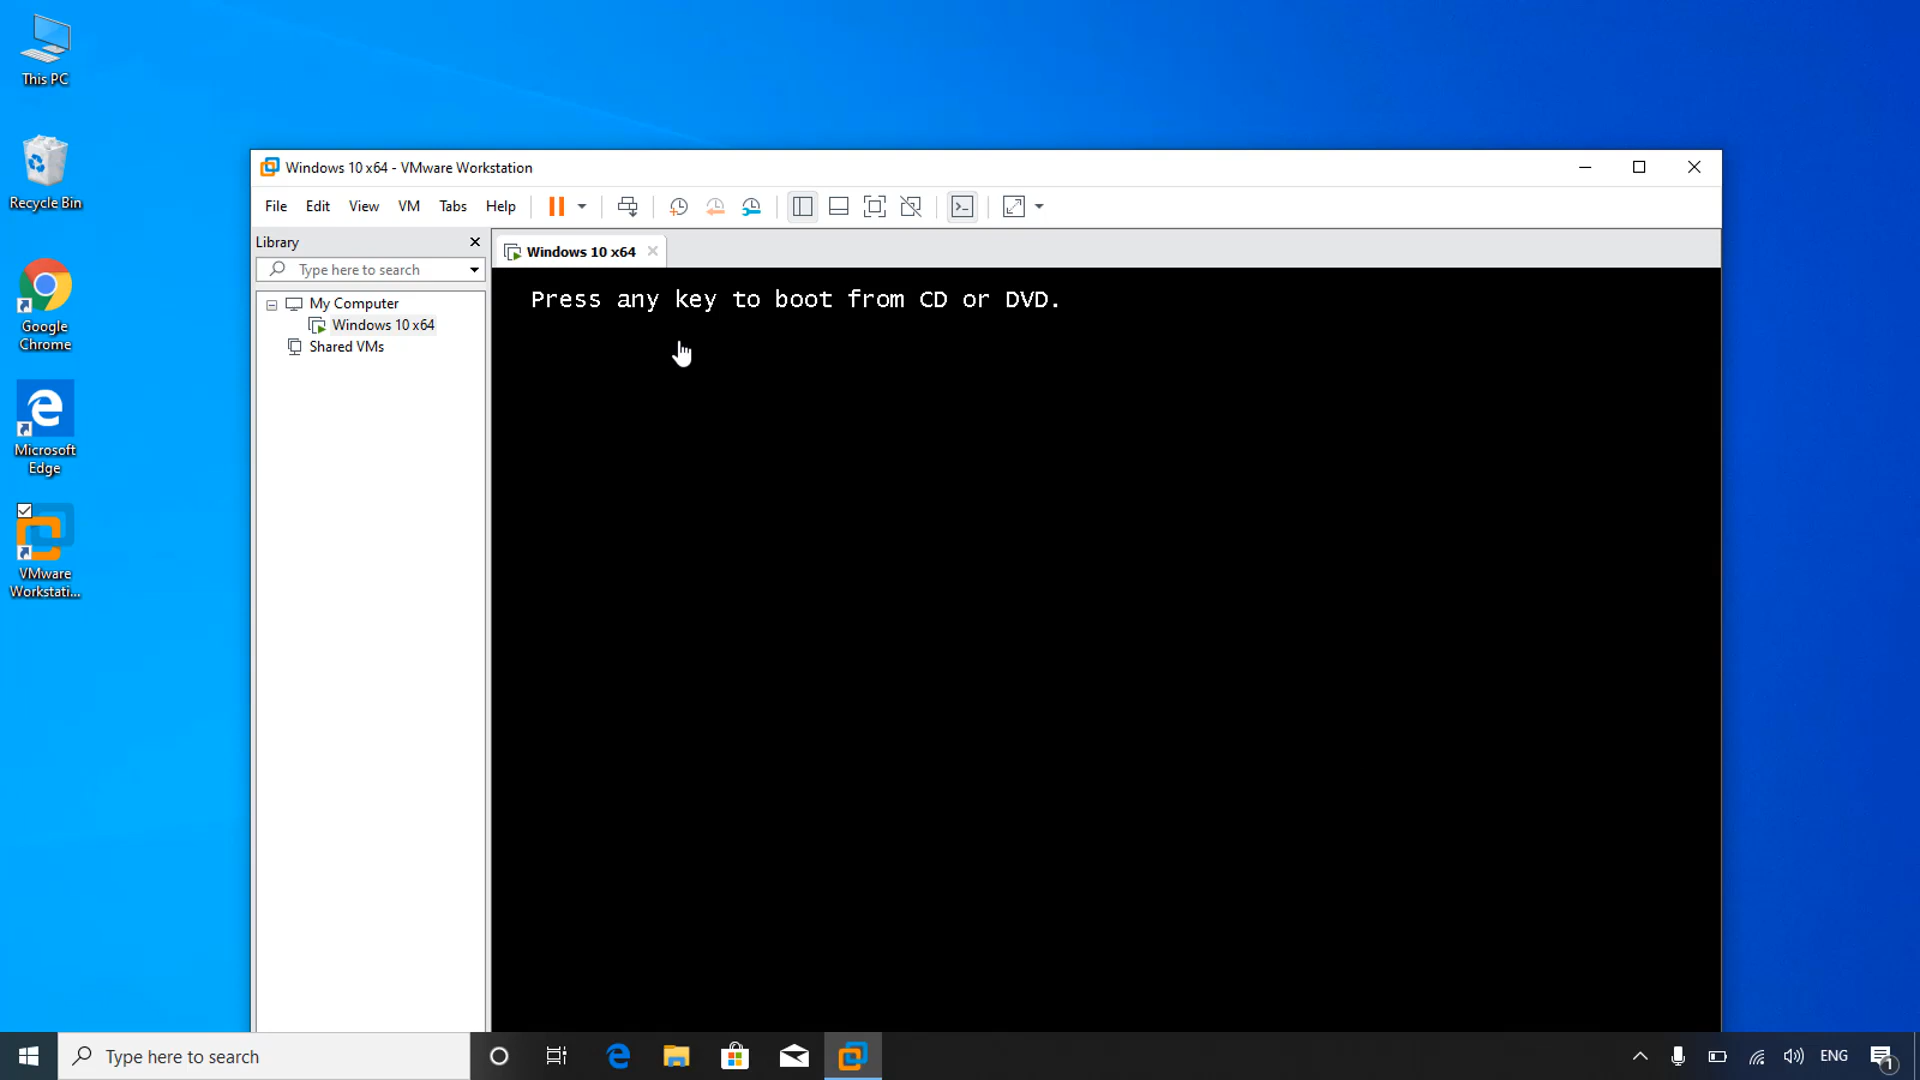 This PC
Recycle Bin
Google
Chrome
Microsoft
Edge
VMware
Workstati...
Windows 10 x64 - VMware Workstation
File Edit View VM Tabs Help
Library
Type here to search
My Computer
Windows 10 x64
Shared VMs
Windows 10 x64
Press any key to boot from CD or DVD.
Type here to search
ENG
1